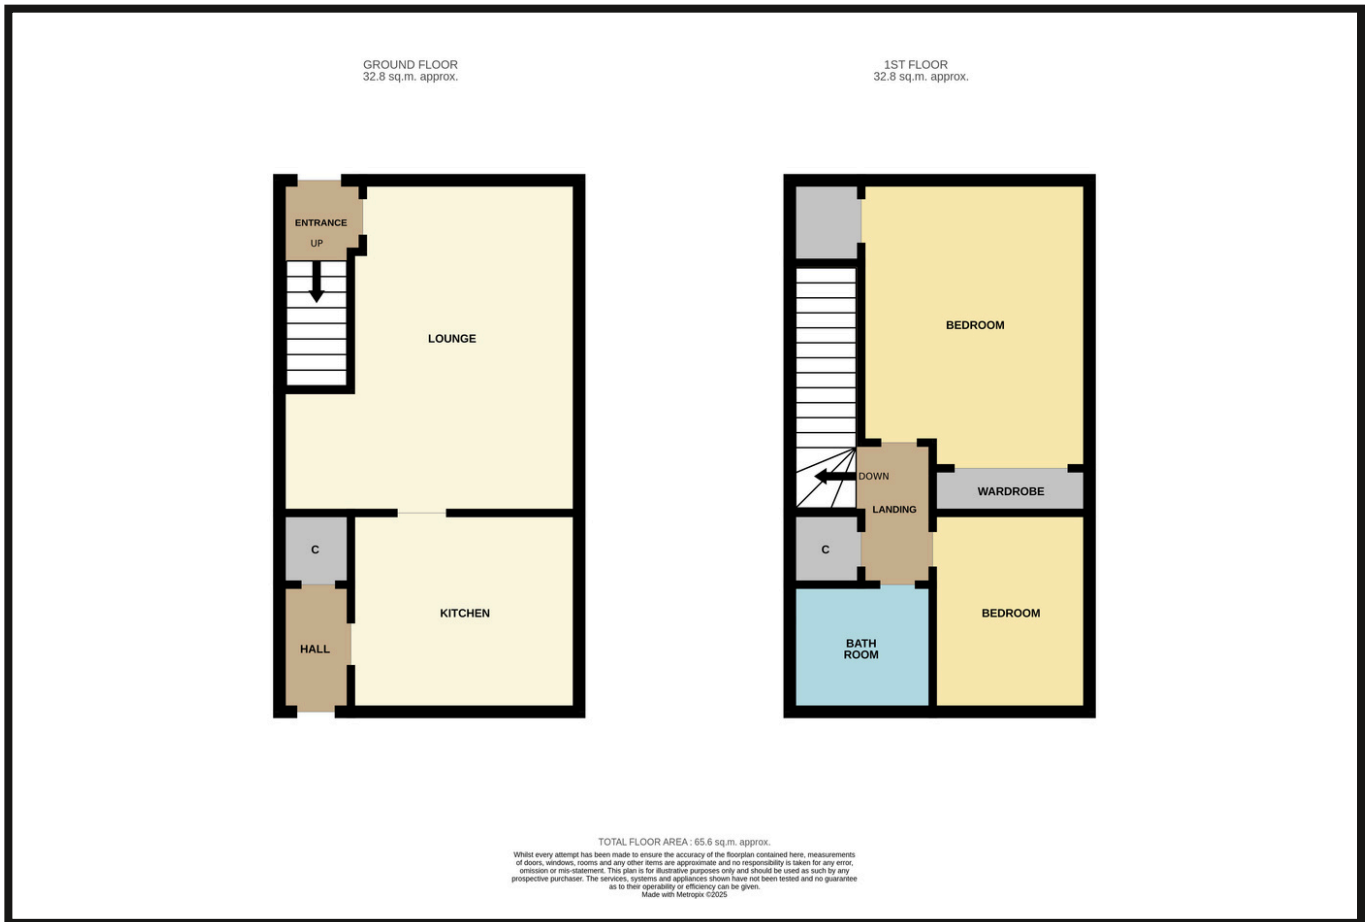 GROUND FLOOR
32.8 sq.m. approx.
1ST FLOOR
32.8 sq.m. approx.
ENTRANCE
UP
LOUNGE
C
KITCHEN
HALL
BEDROOM
DOWN
WARDROBE
LANDING
C
BEDROOM
BATH
ROOM
TOTAL FLOOR AREA : 65.6 sq.m. approx.
Whilst every attempt has been made to ensure the accuracy of the floorplan contained here, measurements
of doors, windows, rooms and any other items are approximate and no responsibility is taken for any error,
omission or mis-statement. This plan is for illustrative purposes only and should be used as such by any
prospective purchaser. The services, systems and appliances shown have not been tested and no guarantee
as to their operability or efficiency can be given.
Made with Metropix ©2025